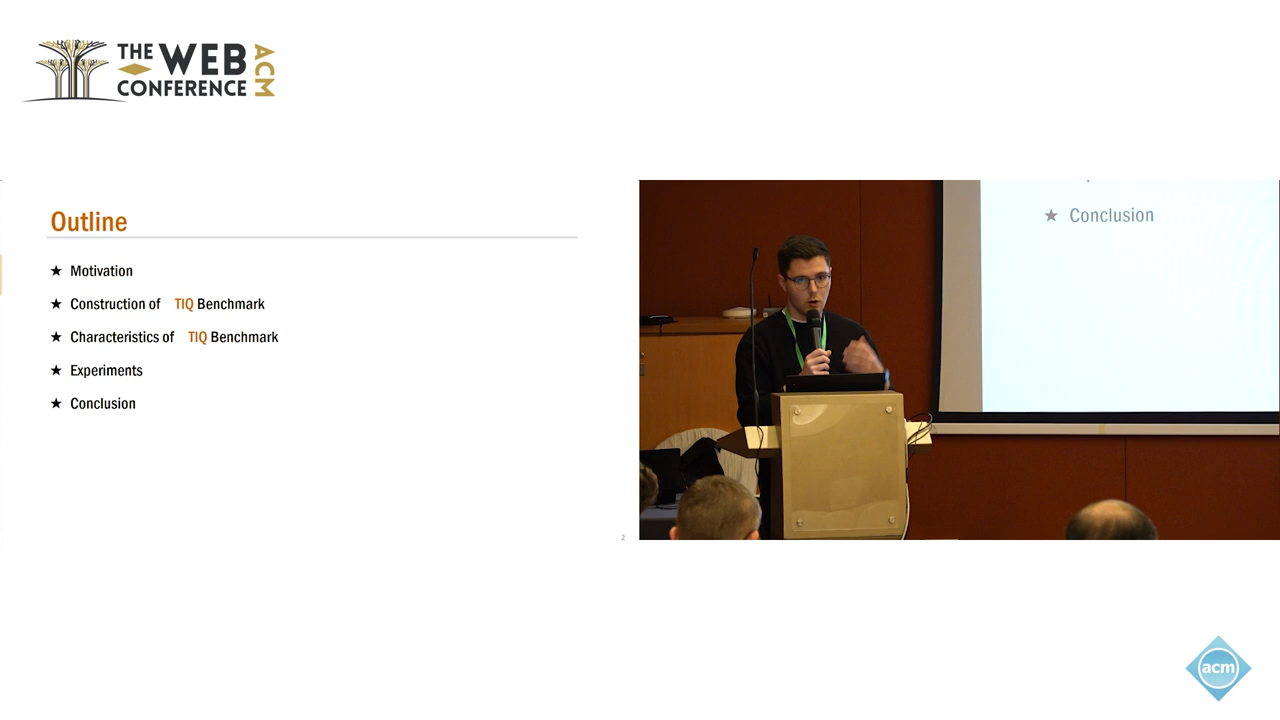 THE WEB
CONFERENCE
ACM
Outline
★ Motivation
★ Construction of TIQ Benchmark
★ Characteristics of TIQ Benchmark
★ Experiments
★ Conclusion
2
★ Conclusion
acm